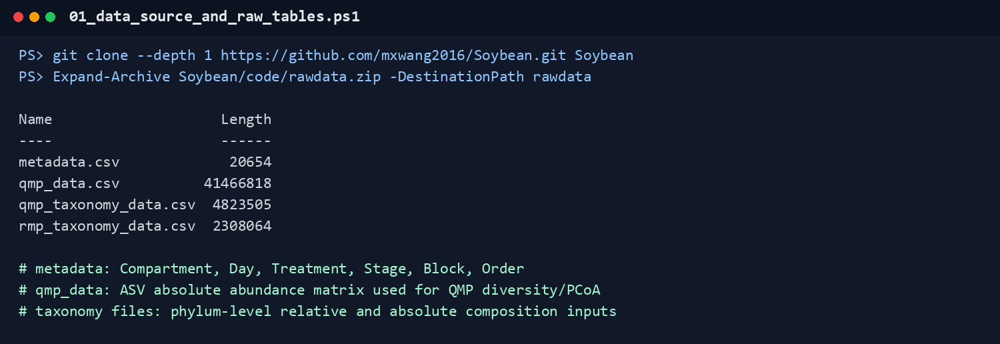 01_data_source_and_raw_tables.ps1
PS> git clone --depth 1 https://github.com/mxwang2016/Soybean.git Soybean
PS> Expand-Archive Soybean/code/rawdata.zip -DestinationPath rawdata
Name                    Length
----                    ------
metadata.csv             20654
qmp_data.csv          41466818
qmp_taxonomy_data.csv  4823505
rmp_taxonomy_data.csv  2308064
# metadata: Compartment, Day, Treatment, Stage, Block, Order
# qmp_data: ASV absolute abundance matrix used for QMP diversity/PCoA
# taxonomy files: phylum-level relative and absolute composition inputs